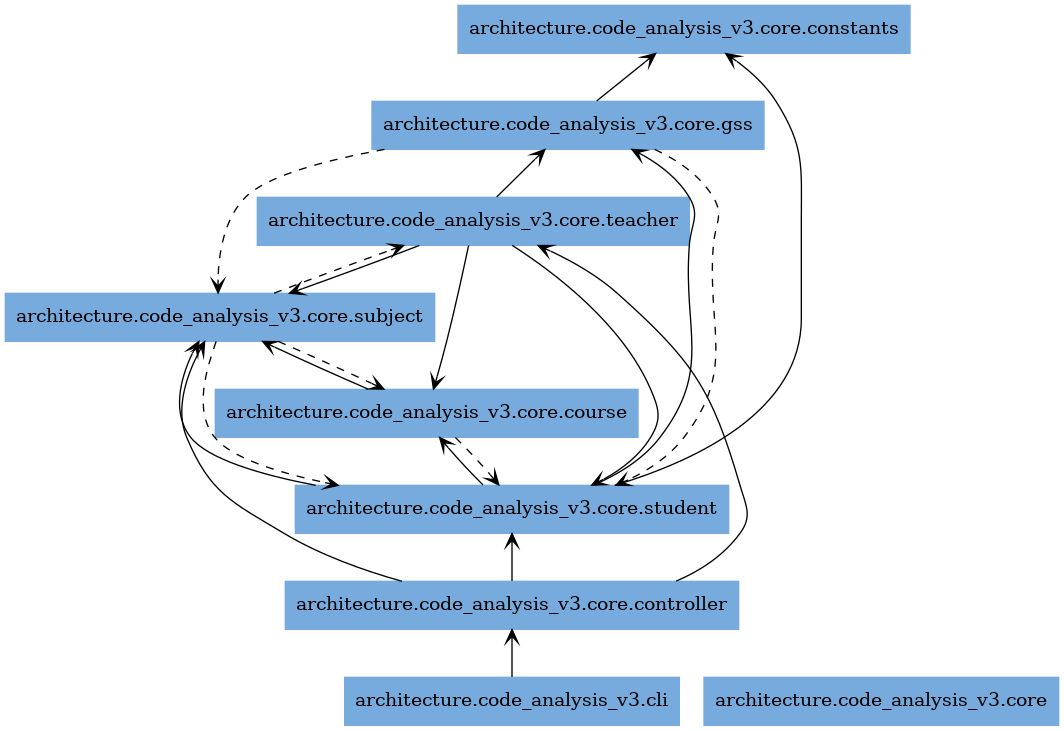 architecture.code_analysis_v3.core.constants
architecture.code_analysis_v3.core.gss
architecture.code_analysis_v3.core.teacher
architecture.code_analysis_v3.core.subject
architecture.code_analysis_v3.core.course
architecture.code_analysis_v3.core.student
architecture.code_analysis_v3.core.controller
architecture.code_analysis_v3.cli
architecture.code_analysis_v3.core